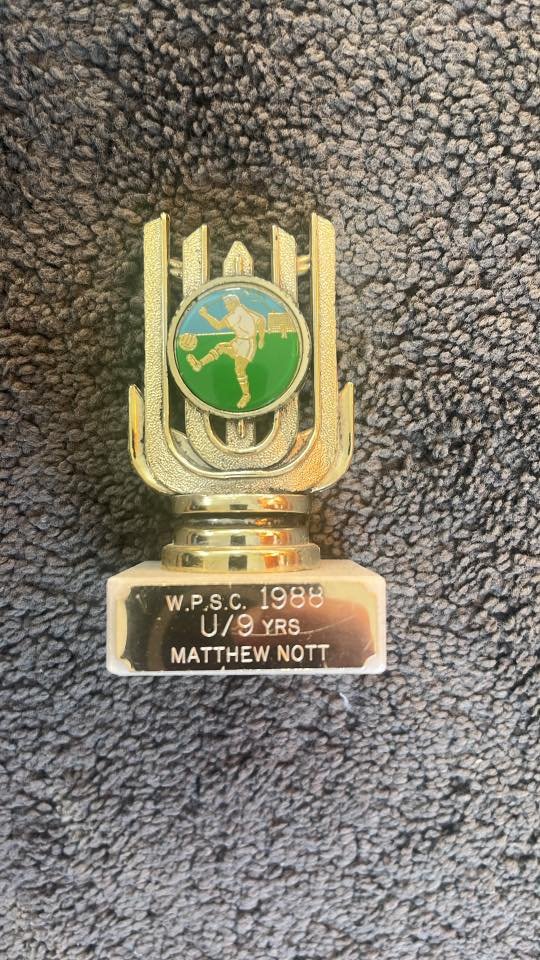 W.P.S.C. 1988
U/9 YRS
MATTHEW NOTT